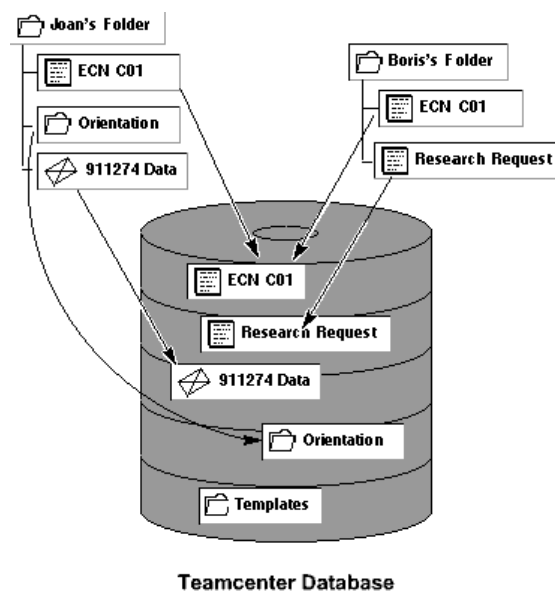 Joan's Folder
ECN C01
Orientation
911274 Data
Boris's Folder
ECN C01
Research Request
ECN C01
Research Request
911274 Data
Orientation
Templates
Teamcenter Database